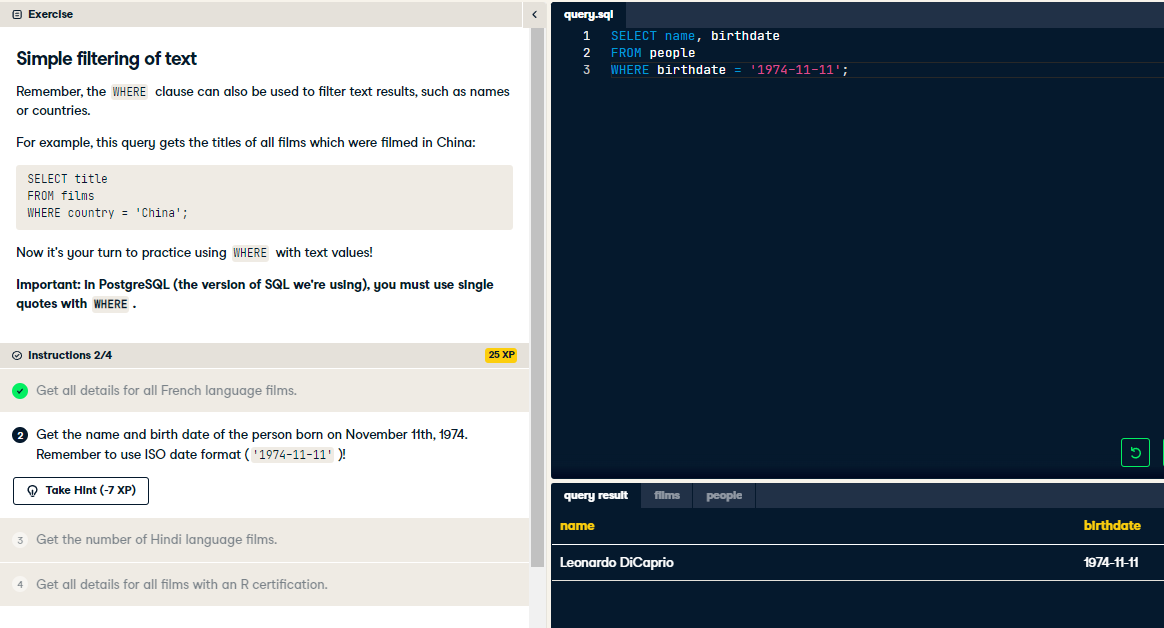 Exercise
Simple filtering of text
Remember, the WHERE clause can also be used to filter text results, such as names
or countries.
For example, this query gets the titles of all films which were filmed in China:
SELECT title
FROM films
WHERE country = 'China';
Now it's your turn to practice using WHERE with text values!
Important: in PostgreSQL (the version of SQL we're using), you must use single
quotes with WHERE .
Instructions 2/4
25 XP
Get all details for all French language films.
2 Get the name and birth date of the person born on November 11th, 1974.
Remember to use ISO date format ( '1974-11-11' )!
Take Hint (-7 XP)
3 Get the number of Hindi language films.
4 Get all details for all films with an R certification.
query.sql
1 SELECT name, birthdate
2 FROM people
3 WHERE birthdate = '1974-11-11';
query result films people
name birthdate
Leonardo DiCaprio 1974-11-11